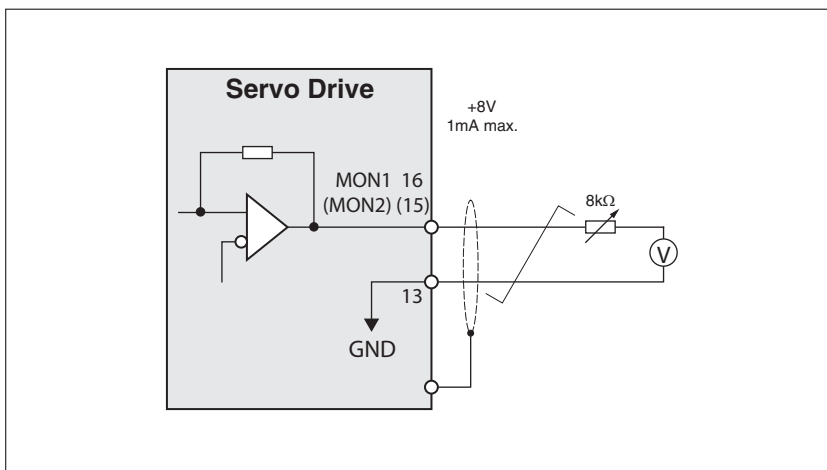 Servo Drive
+8V
1mA max.
MON1 16
(MON2) (15)
8kΩ
V
13
GND